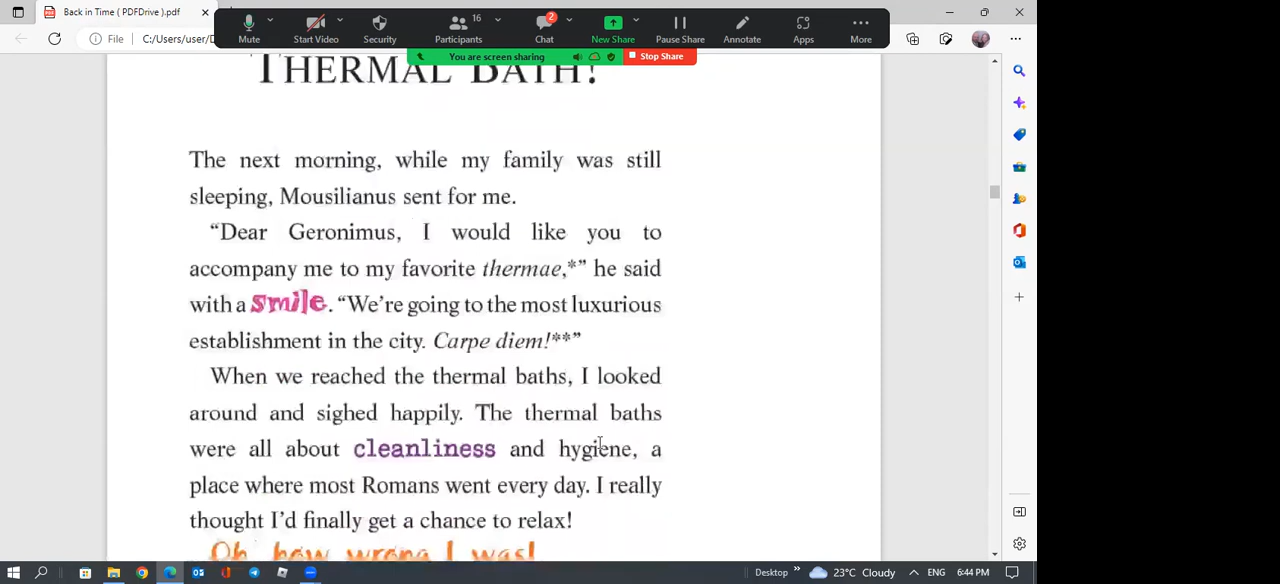 Back in Time ( PDFDrive ).pdf
16
2
Mute
Start Video
Security
Participants
Chat
New Share
Pause Share
Annotate
Apps
More
File
C:/Users/user/D
You are screen sharing
Stop Share
THERMAL BATH!
The next morning, while my family was still
sleeping, Mousilianus sent for me.
“Dear Geronimus, I would like you to
accompany me to my favorite thermae,*” he said
with a smile. “We’re going to the most luxurious
establishment in the city. Carpe diem!**”
When we reached the thermal baths, I looked
around and sighed happily. The thermal baths
were all about cleanliness and hygiene, a
place where most Romans went every day. I really
thought I’d finally get a chance to relax!
Oh, how wrong I was!
Desktop
23°C Cloudy
ENG
6:44 PM